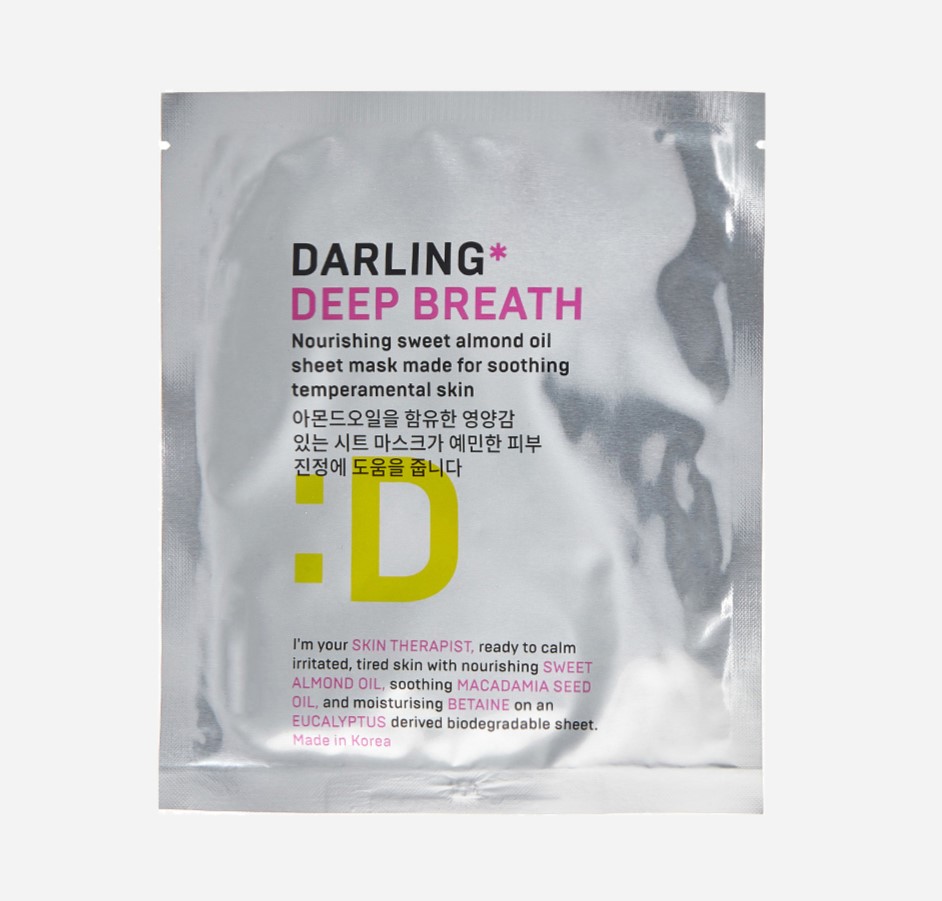 DARLING*
DEEP BREATH
Nourishing sweet almond oil
sheet mask made for soothing
temperamental skin
아몬드오일을 함유한 영양감
있는 시트 마스크가 예민한 피부
진정에 도움을 줍니다
:D
I'm your SKIN THERAPIST, ready to calm
irritated, tired skin with nourishing SWEET
ALMOND OIL, soothing MACADAMIA SEED
OIL, and moisturising BETAINE on an
EUCALYPTUS derived biodegradable sheet.
Made in Korea